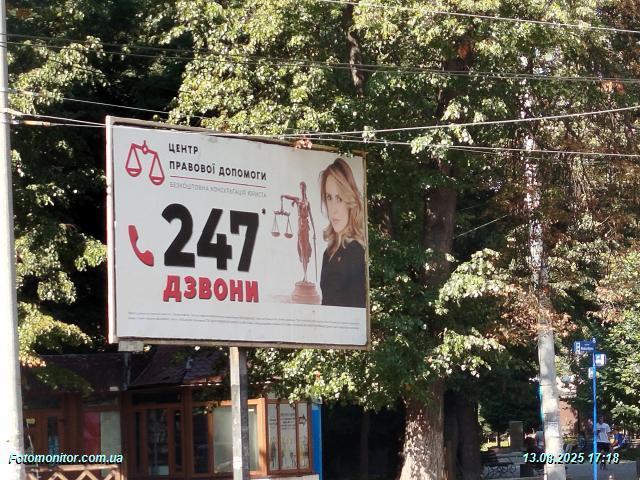 ЦЕНТР
ПРАВОВОЇ ДОПОМОГИ
БЕЗКОШТОВНА КОНСУЛЬТАЦІЯ ЮРИСТА
247*
ДЗВОНИ
Fotomonitor.com.ua
13.08.2025 17:18